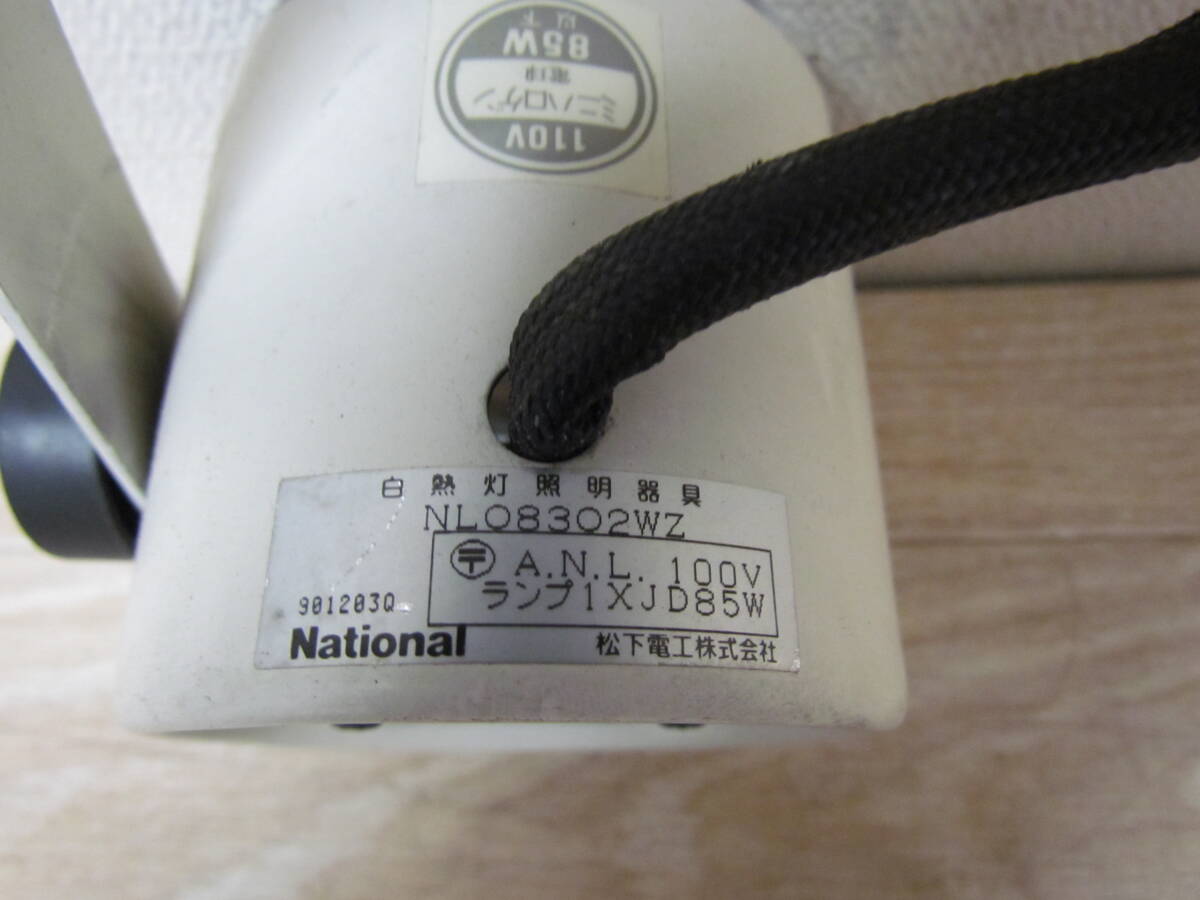 110V
ミニハロゲン
電球
85W
以下
白熱灯照明器具
NL08302WZ
〒 A.N.L. 100V
ランプ1XJD85W
901203Q
National 松下電工株式会社